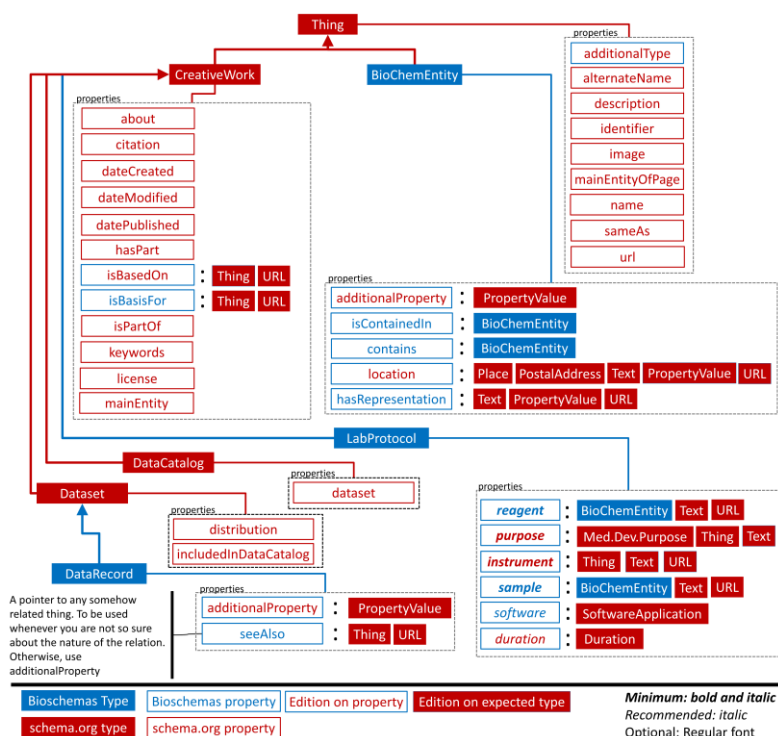 Thing
properties
additionalType
alternateName
description
identifier
image
mainEntityOfPage
name
sameAs
url
CreativeWork
BioChemEntity
properties
about
citation
dateCreated
dateModified
datePublished
hasPart
isBasedOn : Thing URL
isBasisFor : Thing URL
isPartOf
keywords
license
mainEntity
properties
additionalProperty : PropertyValue
isContainedIn : BioChemEntity
contains : BioChemEntity
location : Place PostalAddress Text PropertyValue URL
hasRepresentation : Text PropertyValue URL
LabProtocol
DataCatalog
properties
dataset
Dataset
properties
distribution
includedInDataCatalog
properties
reagent : BioChemEntity Text URL
purpose : Med.Dev.Purpose Thing Text
instrument : Thing Text URL
sample : BioChemEntity Text URL
software : SoftwareApplication
duration : Duration
DataRecord
properties
additionalProperty : PropertyValue
seeAlso : Thing URL
A pointer to any somehow
related thing. To be used
whenever you are not so sure
about the nature of the relation.
Otherwise, use
additionalProperty
Bioschemas Type Bioschemas property Edition on property Edition on expected type
schema.org type schema.org property
Minimum: bold and italic
Recommended: italic
Optional: Regular font